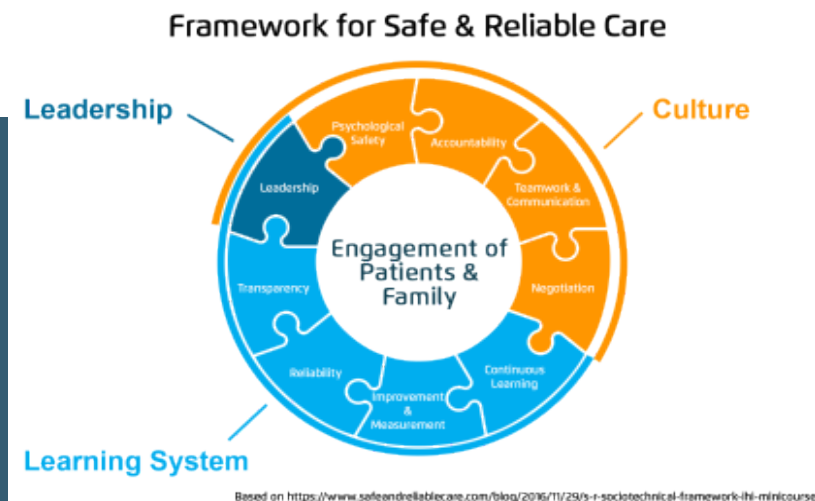 Framework for Safe & Reliable Care
Leadership
Culture
Psychological
Safety
Accountability
Leadership
Teamwork &
Communication
Engagement of
Patients &
Family
Transparency
Negotiation
Reliability
Continuous
Learning
Improvement
&
Measurement
Learning System
Based on https://www.safeandreliablecare.com/blog/2016/11/29/s-r-sociotechnical-framework-ihi-minicourse